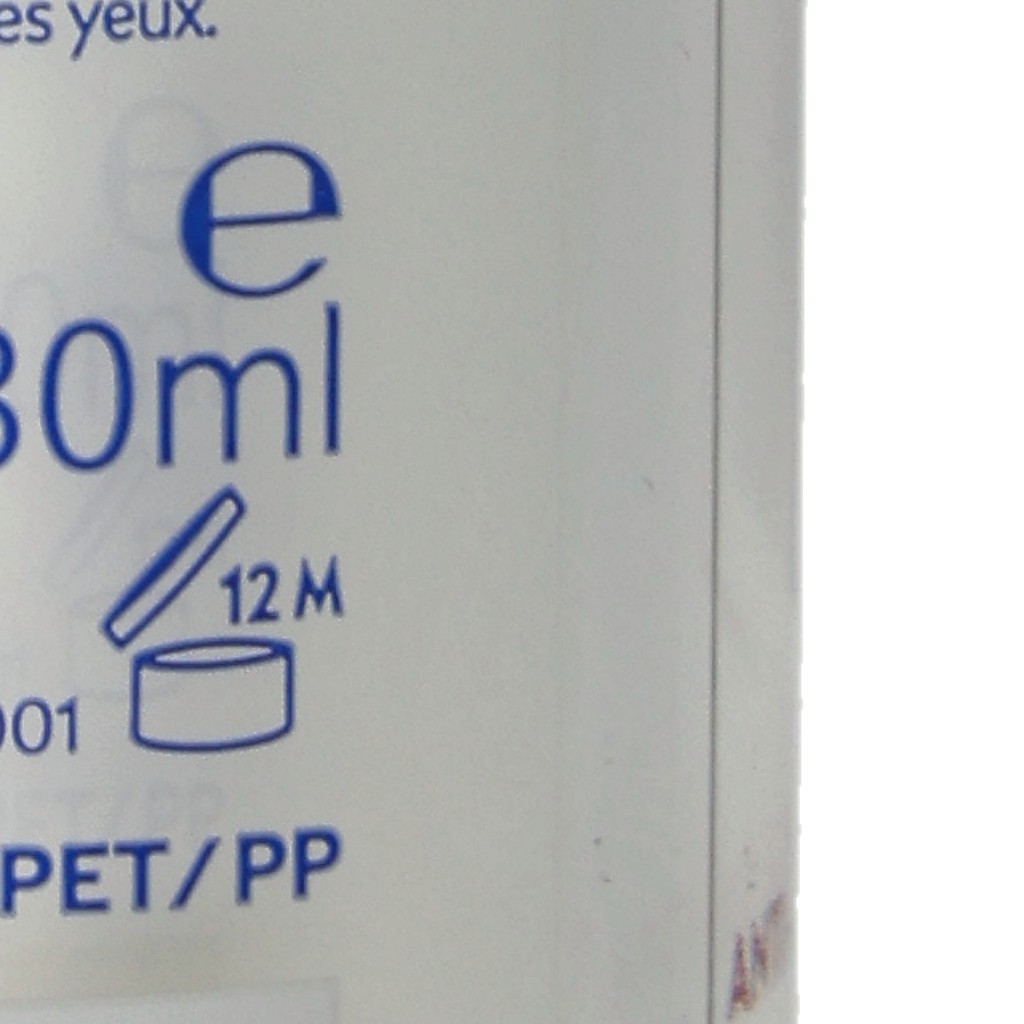 es yeux.
e
30ml
12 M
001
PET/PP